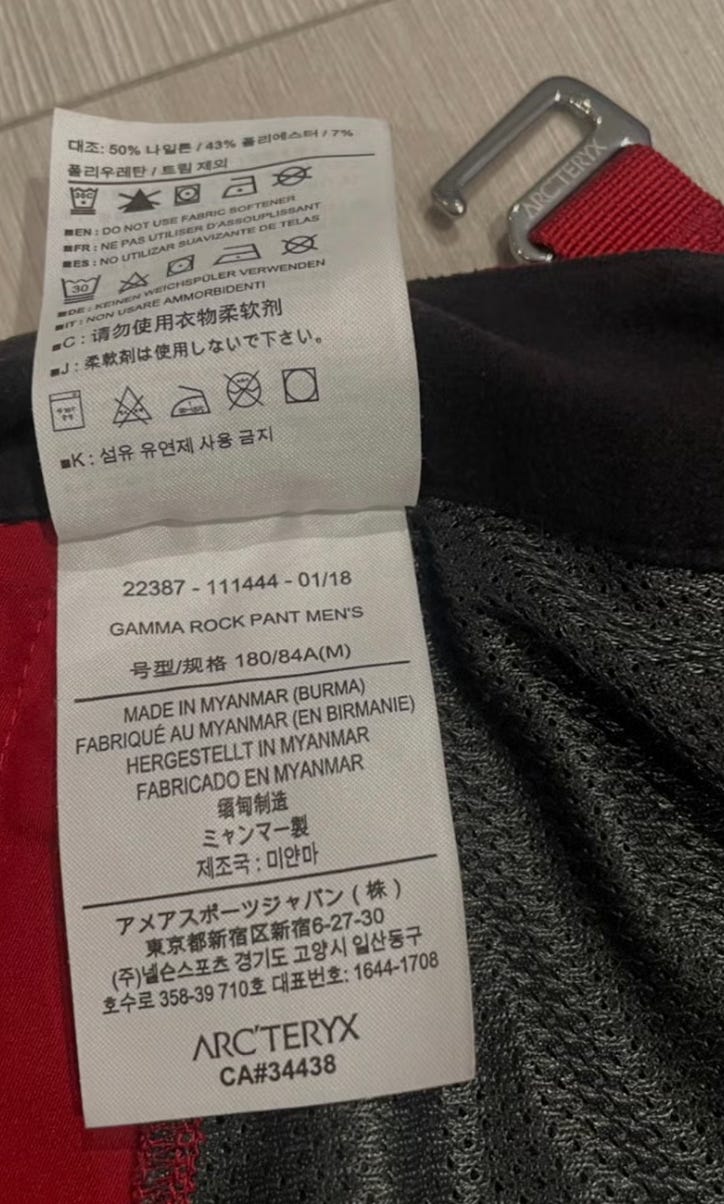 대조: 50% 나일론 / 43% 폴리에스터 / 7%
폴리우레탄 / 트림 제외
30C
■EN : DO NOT USE FABRIC SOFTENER
■FR : NE PAS UTILISER D'ASSOUPLISSANT
■ES : NO UTILIZAR SUAVIZANTE DE TELAS
30
■DE : KEINEN WEICHSPÜLER VERWENDEN
■IT : NON USARE AMMORBIDENTI
■C : 请勿使用衣物柔软剂
■J : 柔軟剤は使用しないで下さい。
■K : 섬유 유연제 사용 금지
22387 - 111444 - 01/18
GAMMA ROCK PANT MEN'S
号型/规格 180/84A(M)
MADE IN MYANMAR (BURMA)
FABRIQUÉ AU MYANMAR (EN BIRMANIE)
HERGESTELLT IN MYANMAR
FABRICADO EN MYANMAR
缅甸制造
ミャンマー製
제조국 : 미얀마
アメアスポーツジャパン ( 株 )
東京都新宿区新宿6-27-30
(주)넬슨스포츠 경기도 고양시 일산동구
호수로 358-39 710호 대표번호: 1644-1708
ARC'TERYX
CA#34438
ARC'TERYX